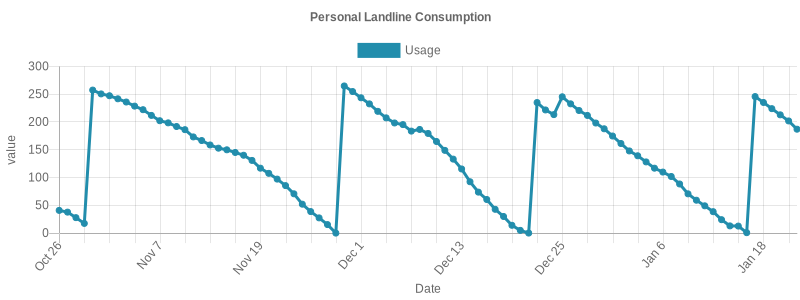 Personal Landline Consumption
Usage
300
250
200
150
100
50
0
value
Oct 26
Nov 7
Nov 19
Dec 1
Dec 13
Dec 25
Jan 6
Jan 18
Date